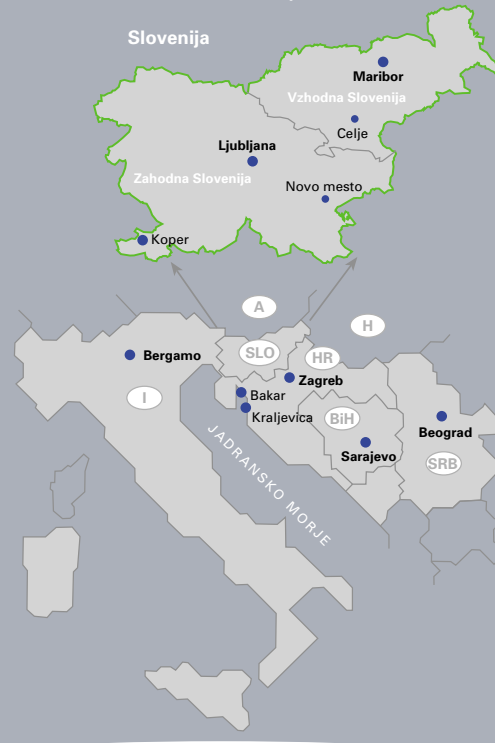 Slovenija
Maribor
Vzhodna Slovenija
Celje
Ljubljana
Zahodna Slovenija
Novo mesto
Koper
A
H
SLO
HR
Bergamo
Zagreb
I
Bakar
Kraljevica
BiH
Beograd
JADRANSKO MORJE
Sarajevo
SRB